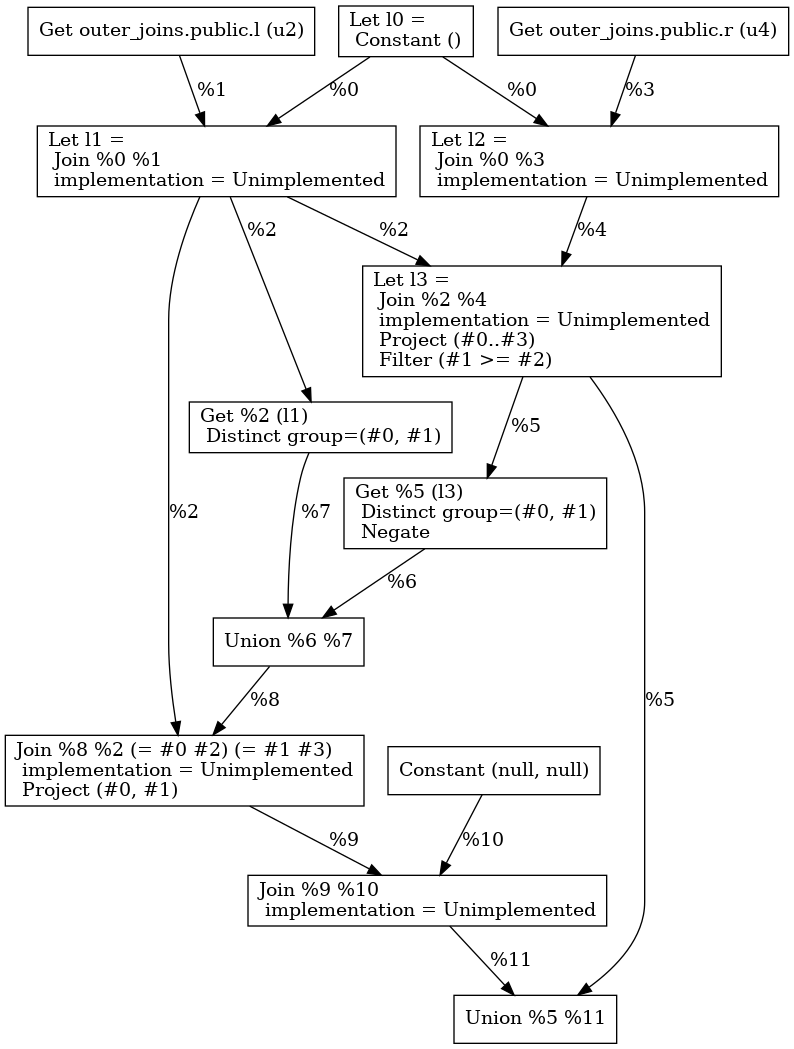 Get outer_joins.public.l (u2)
Let l0 =
Constant ()
Get outer_joins.public.r (u4)
%1
%0
%0
%3
Let l1 =
Join %0 %1
implementation = Unimplemented
Let l2 =
Join %0 %3
implementation = Unimplemented
%2
%2
%4
Let l3 =
Join %2 %4
implementation = Unimplemented
Project (#0..#3)
Filter (#1 >= #2)
Get %2 (l1)
Distinct group=(#0, #1)
%5
Get %5 (l3)
Distinct group=(#0, #1)
Negate
%2
%7
%6
Union %6 %7
%8
%5
Join %8 %2 (= #0 #2) (= #1 #3)
implementation = Unimplemented
Project (#0, #1)
Constant (null, null)
%9
%10
Join %9 %10
implementation = Unimplemented
%11
Union %5 %11